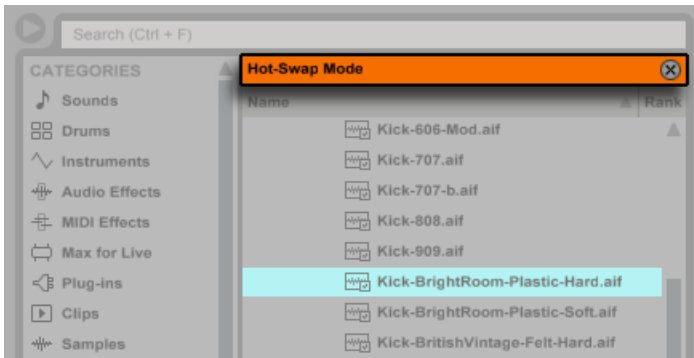 Search (Ctrl + F)
CATEGORIES
Sounds
Drums
Instruments
Audio Effects
MIDI Effects
Max for Live
Plug-ins
Clips
Samples
Hot-Swap Mode
Name Rank
Kick-606-Mod.aif
Kick-707.aif
Kick-707-b.aif
Kick-808.aif
Kick-909.aif
Kick-BrightRoom-Plastic-Hard.aif
Kick-BrightRoom-Plastic-Soft.aif
Kick-BritishVintage-Felt-Hard.aif